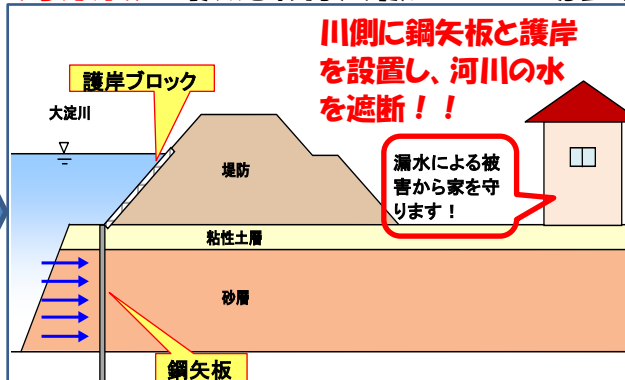 川側に鋼矢板と護岸
を設置し、河川の水
を遮断！！
護岸ブロック
大淀川
堤防
漏水による被
害から家を守
ります！
粘性土層
砂層
鋼矢板